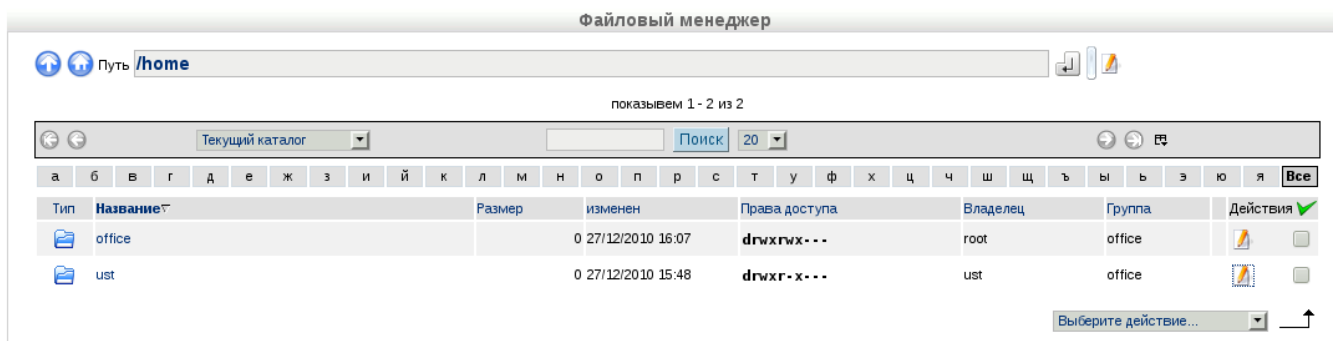 Файловый менеджер
Путь /home
показывем 1 - 2 из 2
Текущий каталог Поиск 20
а б в г д е ж з и й к л м н о п р с т у ф х ц ч ш щ ъ ы ь э ю я Все
Тип Название Размер изменен Права доступа Владелец Группа Действия
office 0 27/12/2010 16:07 drwxrwx--- root office
ust 0 27/12/2010 15:48 drwxr-x--- ust office
Выберите действие...